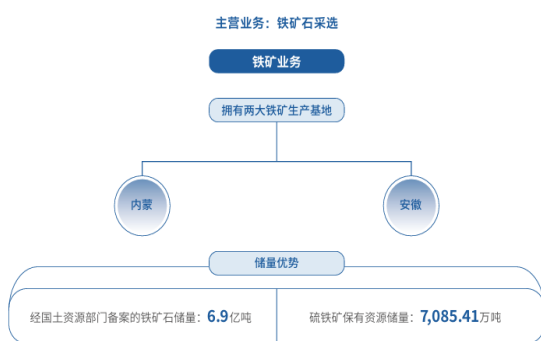 主营业务：铁矿石采选
铁矿业务
拥有两大铁矿生产基地
内蒙
安徽
储量优势
经国土资源部门备案的铁矿石储量：6.9亿吨
硫铁矿保有资源储量：7,085.41万吨